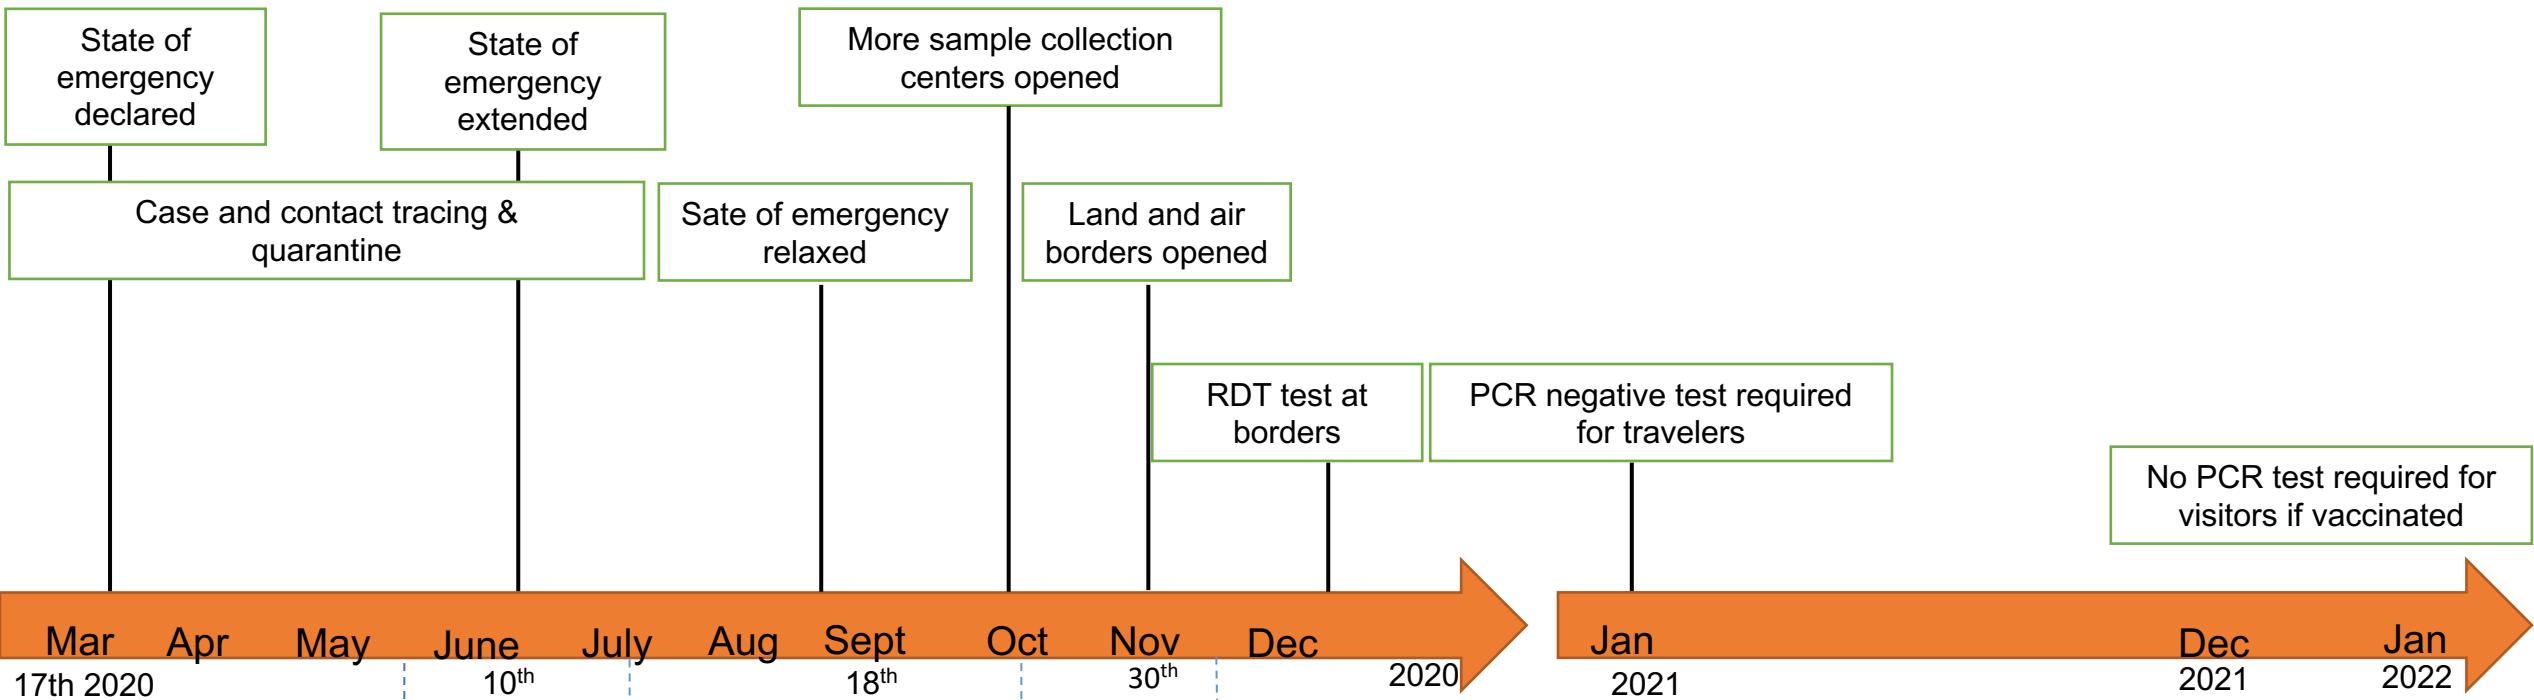 State of
emergency
declared
State of
emergency
extended
More sample collection
centers opened
Case and contact tracing &
quarantine
Sate of emergency
relaxed
Land and air
borders opened
RDT test at
borders
PCR negative test required
for travelers
No PCR test required for
visitors if vaccinated
Mar Apr May June July Aug Sept Oct Nov Dec
17th 2020 10th 18th 30th 2020
Jan Dec Jan
2021 2021 2022